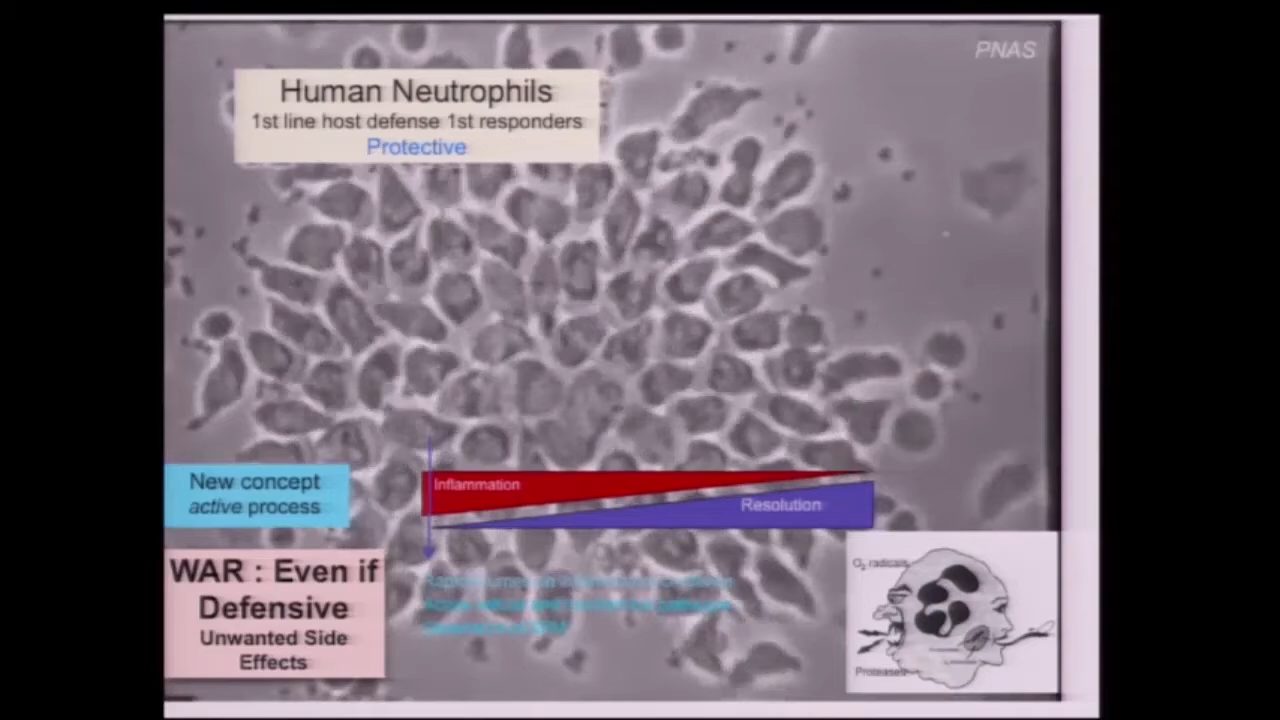 PNAS
Human Neutrophils
1st line host defense 1st responders
Protective
New concept
active process
Inflammation
Resolution
WAR : Even if
Defensive
Unwanted Side
Effects
O2 radicals
Proteases